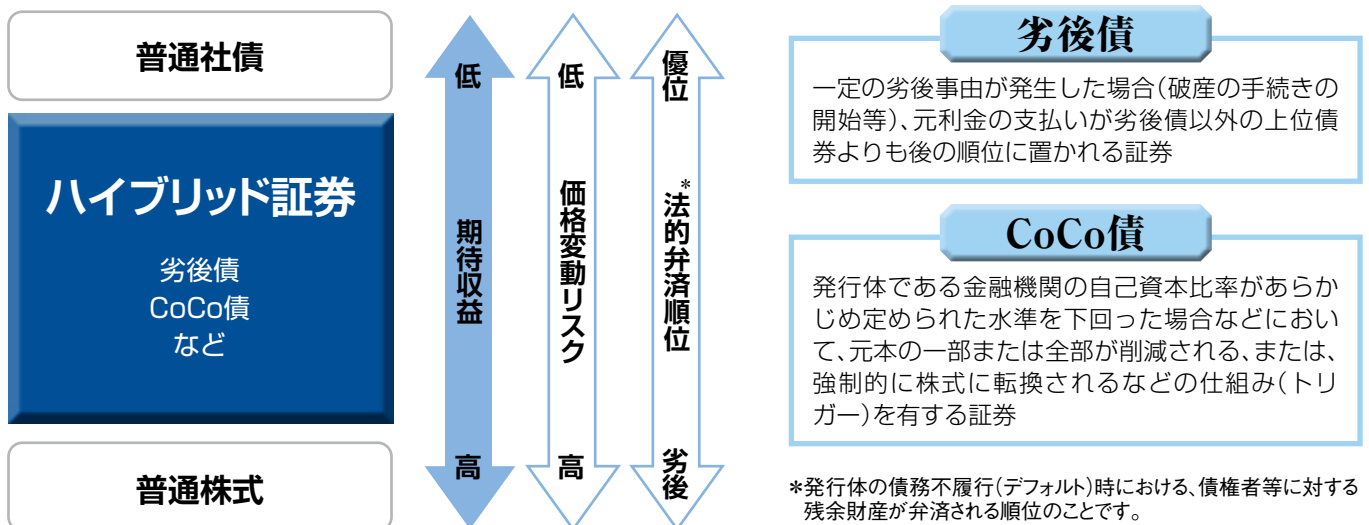 普通社債
ハイブリッド証券
劣後債
CoCo債
など
普通株式
低
期待収益
高
低
価格変動リスク
高
優位
*法的弁済順位
劣後
劣後債
一定の劣後事由が発生した場合(破産の手続きの
開始等)、元利金の支払いが劣後債以外の上位債
券よりも後の順位に置かれる証券
CoCo債
発行体である金融機関の自己資本比率があらか
じめ定められた水準を下回った場合などにおい
て、元本の一部または全部が削減される、または、
強制的に株式に転換されるなどの仕組み(トリ
ガー)を有する証券
*発行体の債務不履行(デフォルト)時における、債権者等に対する
残余財産が弁済される順位のことです。